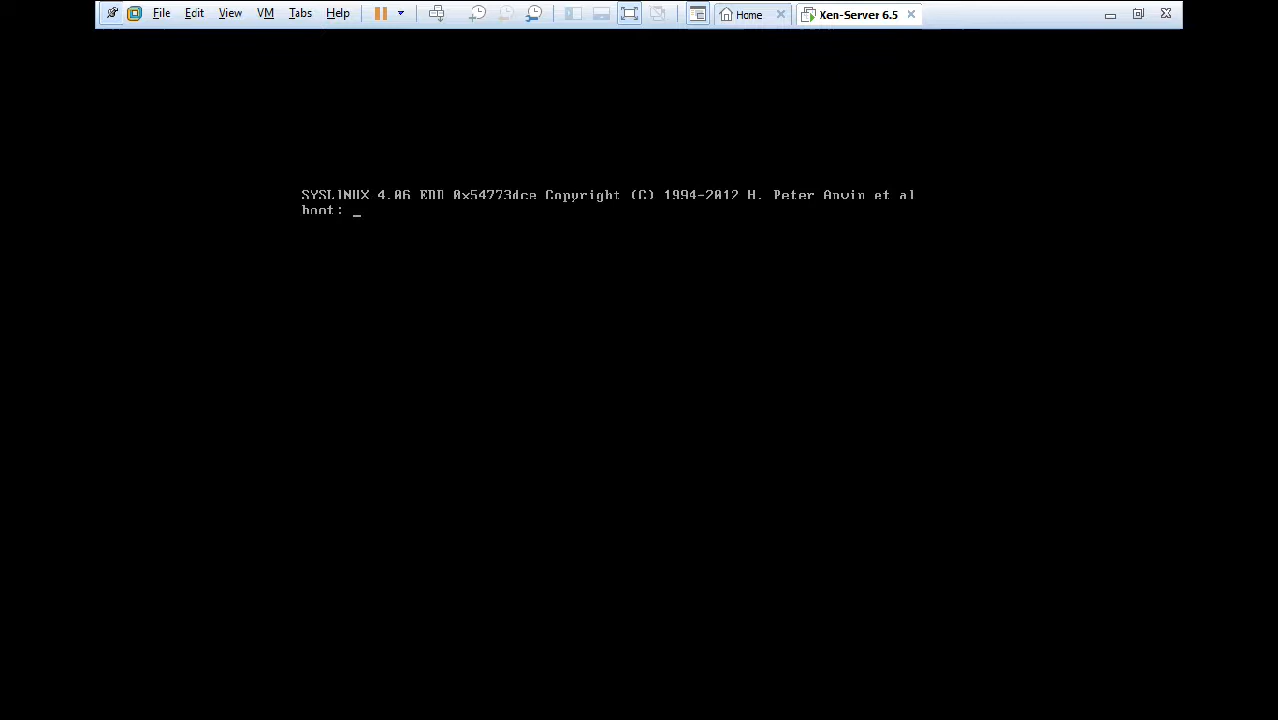 File Edit View VM Tabs Help Home Xen-Server 6.5
SYSLINUX 4.06 EDD 0x54773dce Copyright (C) 1994-2012 H. Peter Anvin et al
boot: _